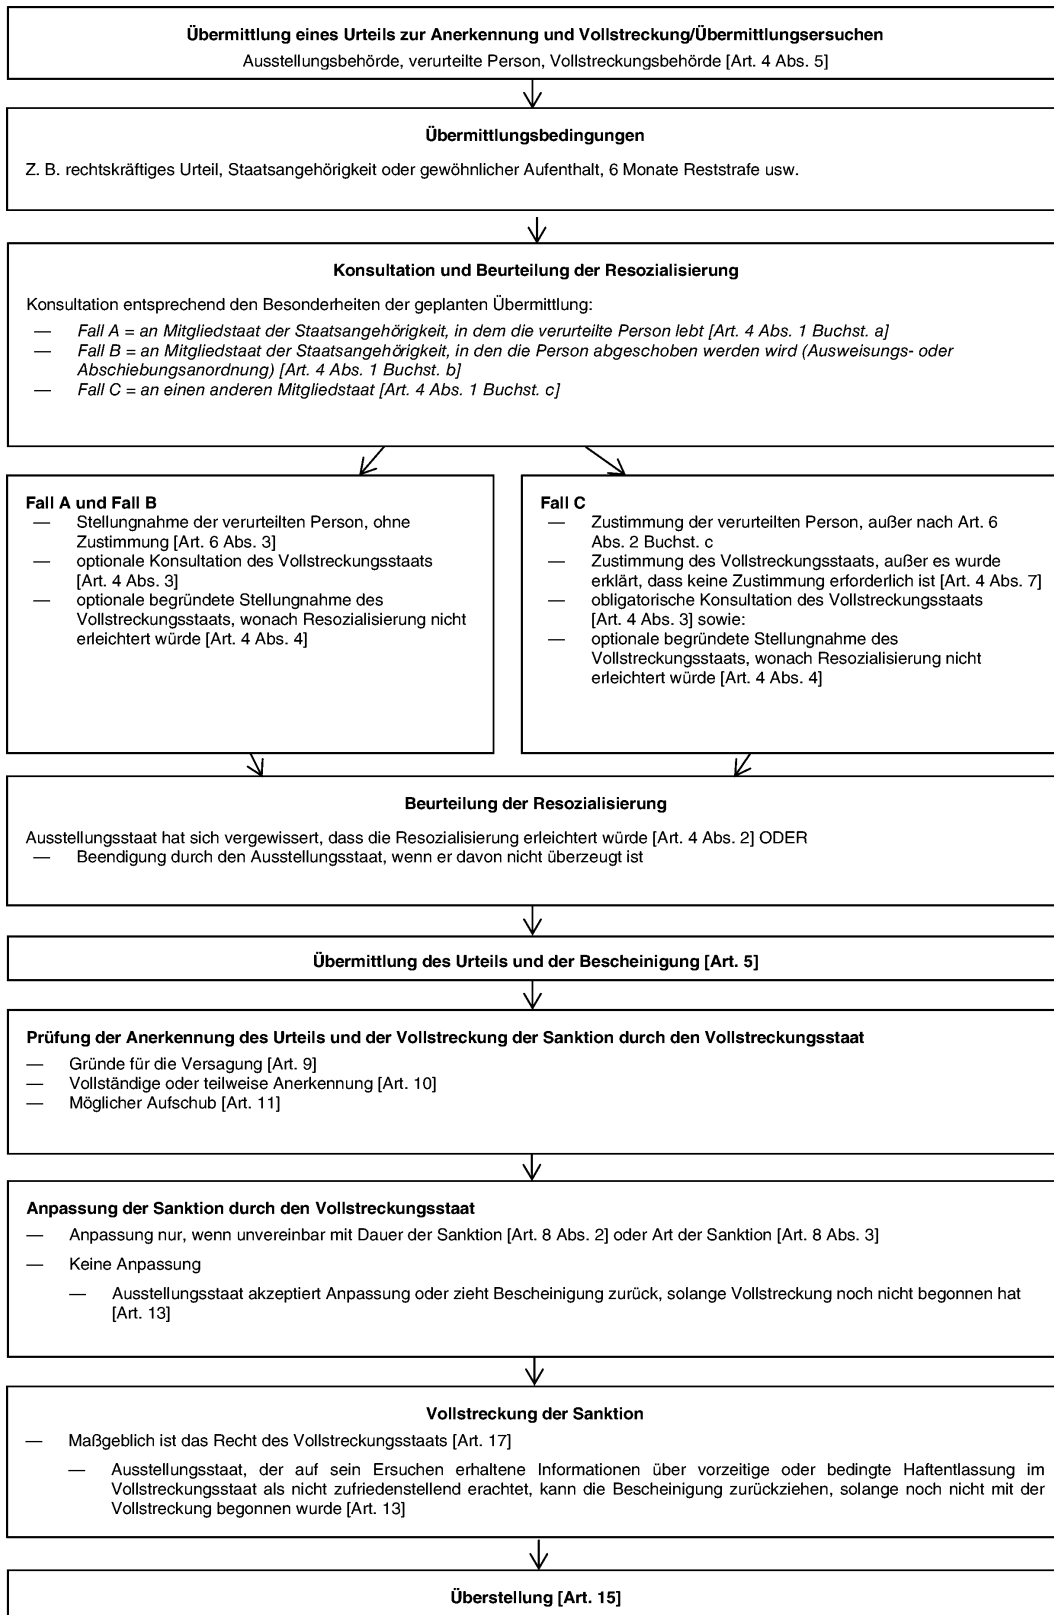 Übermittlung eines Urteils zur Anerkennung und Vollstreckung/Übermittlungsersuchen
Ausstellungsbehörde, verurteilte Person, Vollstreckungsbehörde [Art. 4 Abs. 5]
Übermittlungsbedingungen
Z. B. rechtskräftiges Urteil, Staatsangehörigkeit oder gewöhnlicher Aufenthalt, 6 Monate Reststrafe usw.
Konsultation und Beurteilung der Resozialisierung
Konsultation entsprechend den Besonderheiten der geplanten Übermittlung:
— Fall A = an Mitgliedstaat der Staatsangehörigkeit, in dem die verurteilte Person lebt [Art. 4 Abs. 1 Buchst. a]
— Fall B = an Mitgliedstaat der Staatsangehörigkeit, in den die Person abgeschoben werden wird (Ausweisungs- oder
Abschiebungsanordnung) [Art. 4 Abs. 1 Buchst. b]
— Fall C = an einen anderen Mitgliedstaat [Art. 4 Abs. 1 Buchst. c]
Fall A und Fall B
— Stellungnahme der verurteilten Person, ohne
Zustimmung [Art. 6 Abs. 3]
— optionale Konsultation des Vollstreckungsstaats
[Art. 4 Abs. 3]
— optionale begründete Stellungnahme des
Vollstreckungsstaats, wonach Resozialisierung nicht
erleichtert würde [Art. 4 Abs. 4]
Fall C
— Zustimmung der verurteilten Person, außer nach Art. 6
Abs. 2 Buchst. c
— Zustimmung des Vollstreckungsstaats, außer es wurde
erklärt, dass keine Zustimmung erforderlich ist [Art. 4 Abs. 7]
— obligatorische Konsultation des Vollstreckungsstaats
[Art. 4 Abs. 3] sowie:
— optionale begründete Stellungnahme des
Vollstreckungsstaats, wonach Resozialisierung nicht
erleichtert würde [Art. 4 Abs. 4]
Beurteilung der Resozialisierung
Ausstellungsstaat hat sich vergewissert, dass die Resozialisierung erleichtert würde [Art. 4 Abs. 2] ODER
— Beendigung durch den Ausstellungsstaat, wenn er davon nicht überzeugt ist
Übermittlung des Urteils und der Bescheinigung [Art. 5]
Prüfung der Anerkennung des Urteils und der Vollstreckung der Sanktion durch den Vollstreckungsstaat
— Gründe für die Versagung [Art. 9]
— Vollständige oder teilweise Anerkennung [Art. 10]
— Möglicher Aufschub [Art. 11]
Anpassung der Sanktion durch den Vollstreckungsstaat
— Anpassung nur, wenn unvereinbar mit Dauer der Sanktion [Art. 8 Abs. 2] oder Art der Sanktion [Art. 8 Abs. 3]
— Keine Anpassung
— Ausstellungsstaat akzeptiert Anpassung oder zieht Bescheinigung zurück, solange Vollstreckung noch nicht begonnen hat
[Art. 13]
Vollstreckung der Sanktion
— Maßgeblich ist das Recht des Vollstreckungsstaats [Art. 17]
— Ausstellungsstaat, der auf sein Ersuchen erhaltene Informationen über vorzeitige oder bedingte Haftentlassung im
Vollstreckungsstaat als nicht zufriedenstellend erachtet, kann die Bescheinigung zurückziehen, solange noch nicht mit der
Vollstreckung begonnen wurde [Art. 13]
Überstellung [Art. 15]